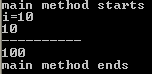 main method starts
i=10
10
----------
100
main method ends